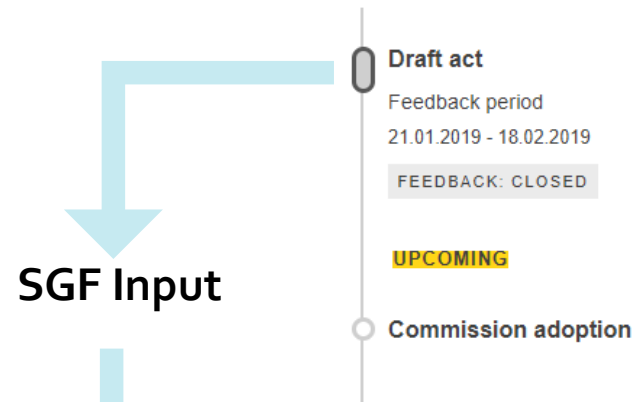 Draft act
Feedback period
21.01.2019 - 18.02.2019
FEEDBACK: CLOSED
UPCOMING
SGF Input
Commission adoption